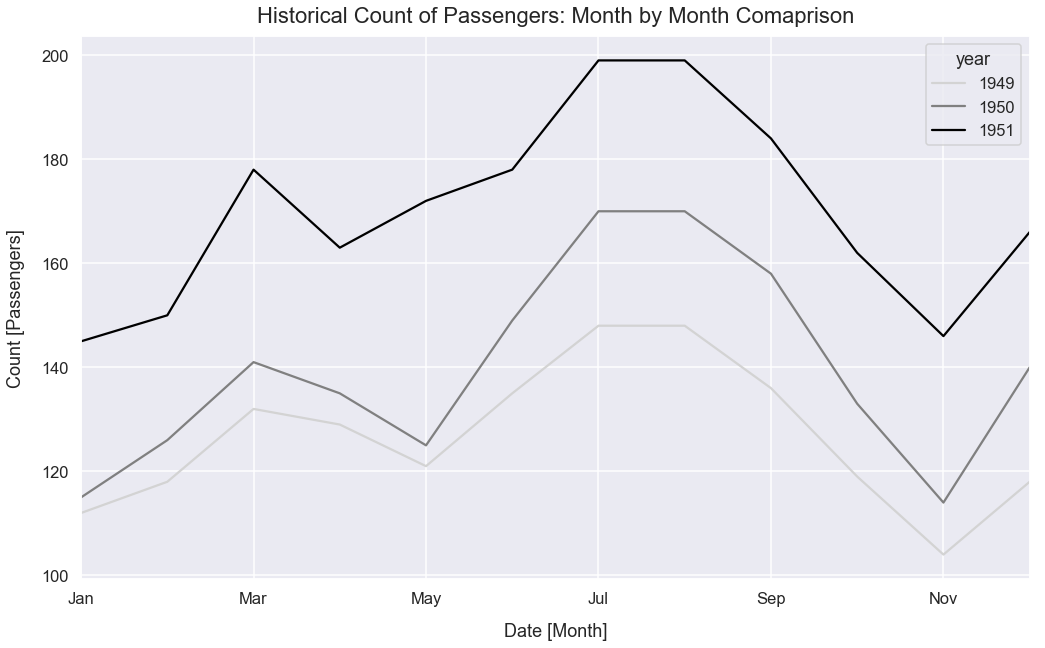 Historical Count of Passengers: Month by Month Comaprison
200
180
160
140
120
100
Count [Passengers]
year
1949
1950
1951
Jan
Mar
May
Jul
Sep
Nov
Date [Month]